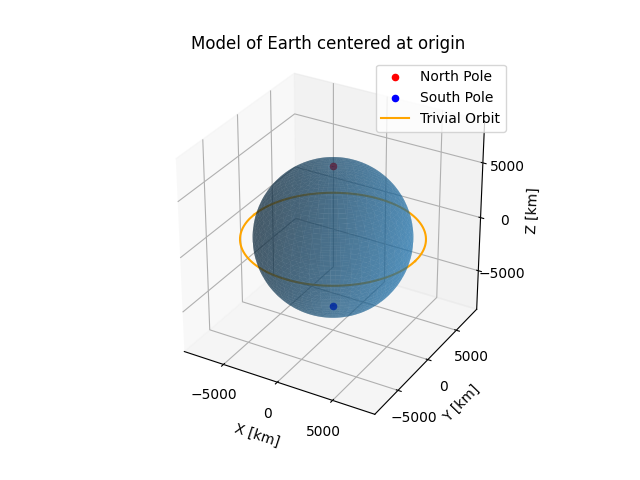 Model of Earth centered at origin
North Pole
South Pole
Trivial Orbit
5000
0
−5000
Z [km]
5000
0
−5000
Y [km]
−5000
0
5000
X [km]